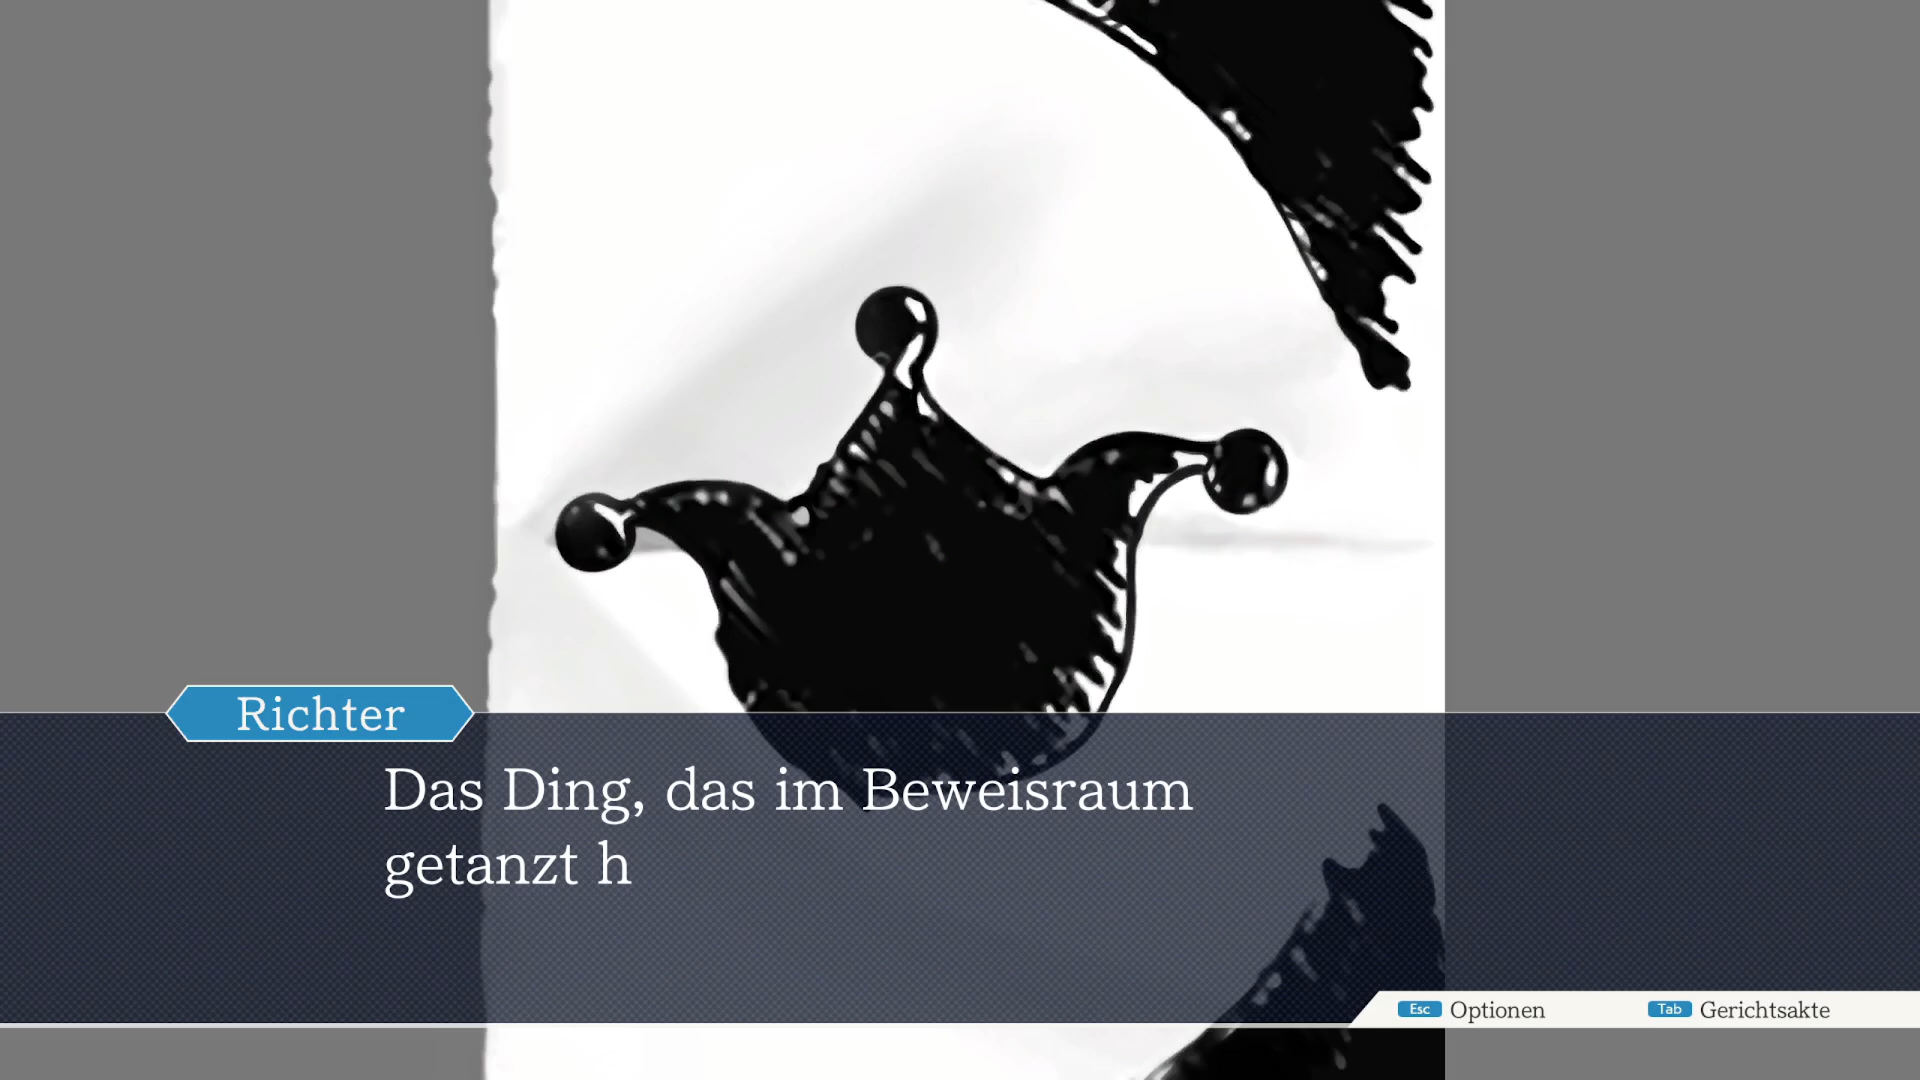 Richter
Das Ding, das im Beweisraum
getanzt h
Esc Optionen Tab Gerichtsakte